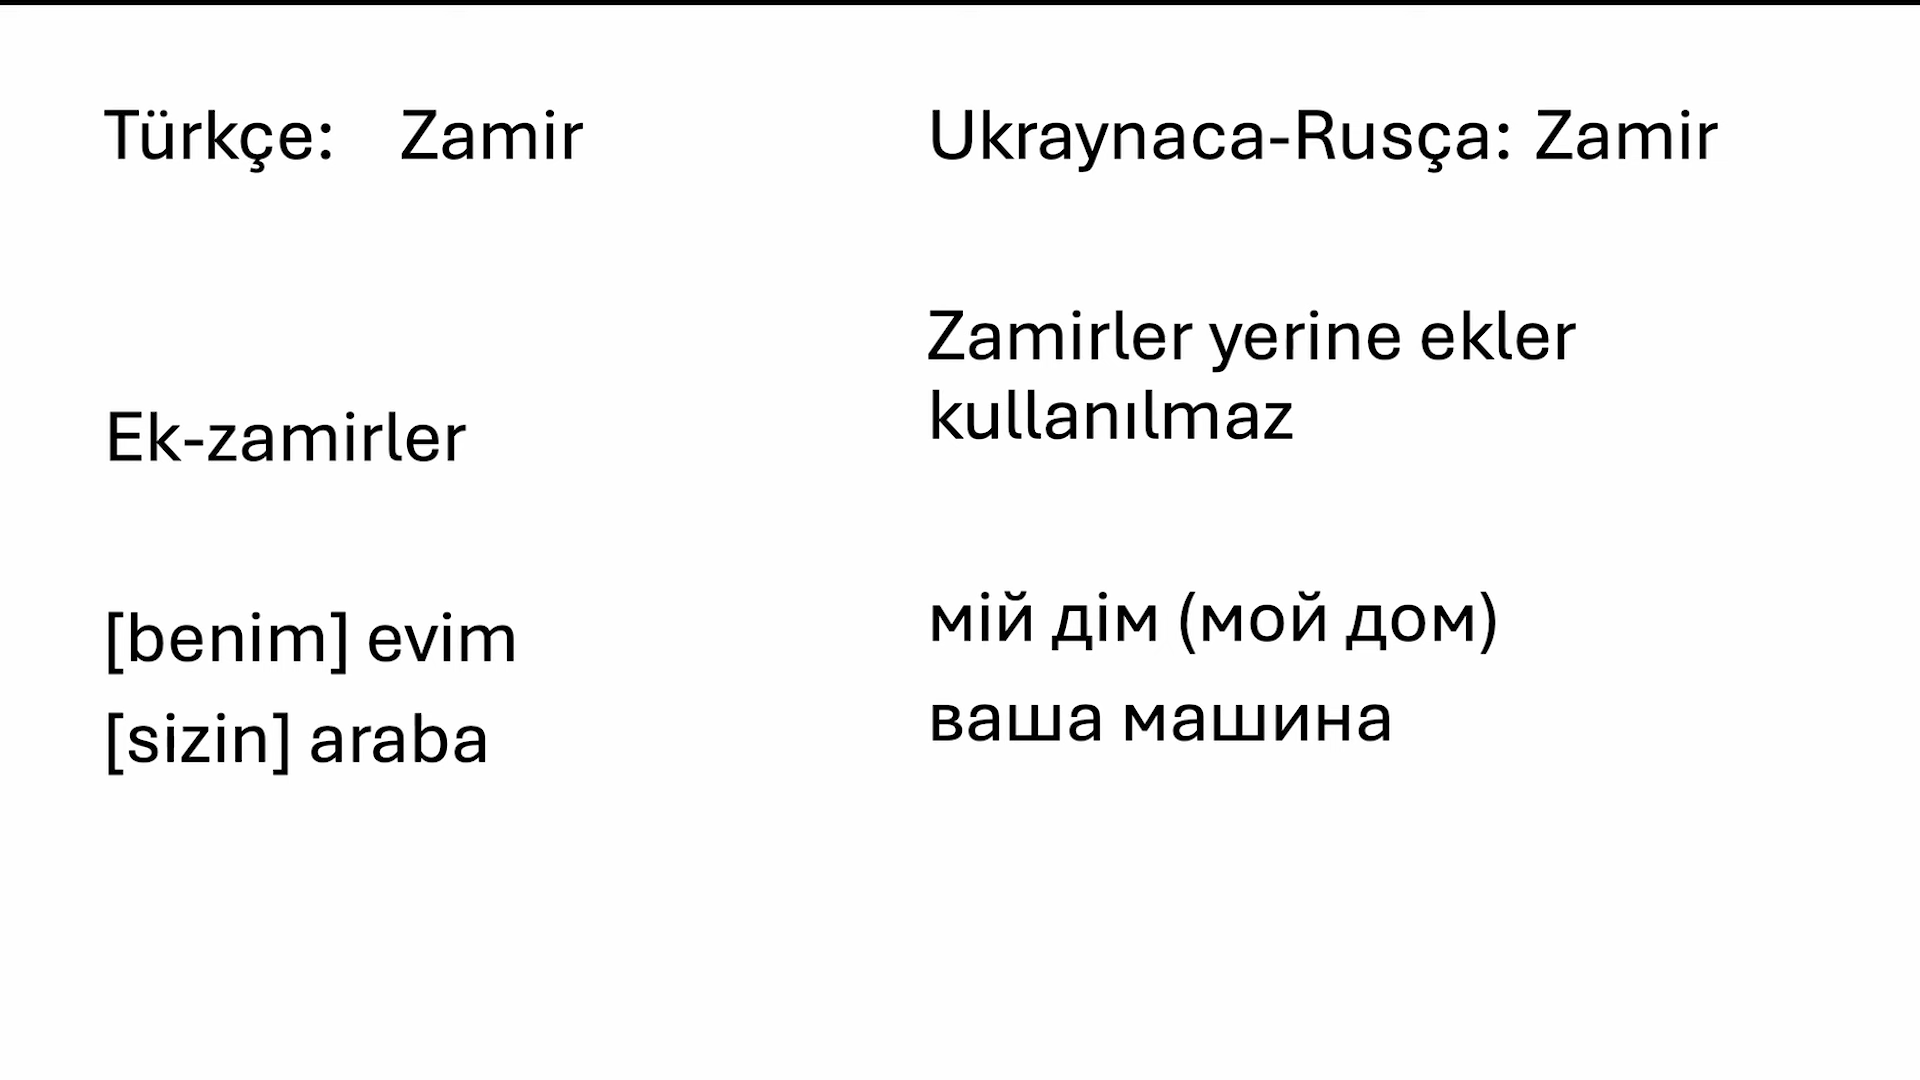 Türkçe: Zamir
Ek-zamirler
[benim] evim
[sizin] araba
Ukraynaca-Rusça: Zamir
Zamirler yerine ekler
kullanılmaz
мій дім (мой дом)
ваша машина